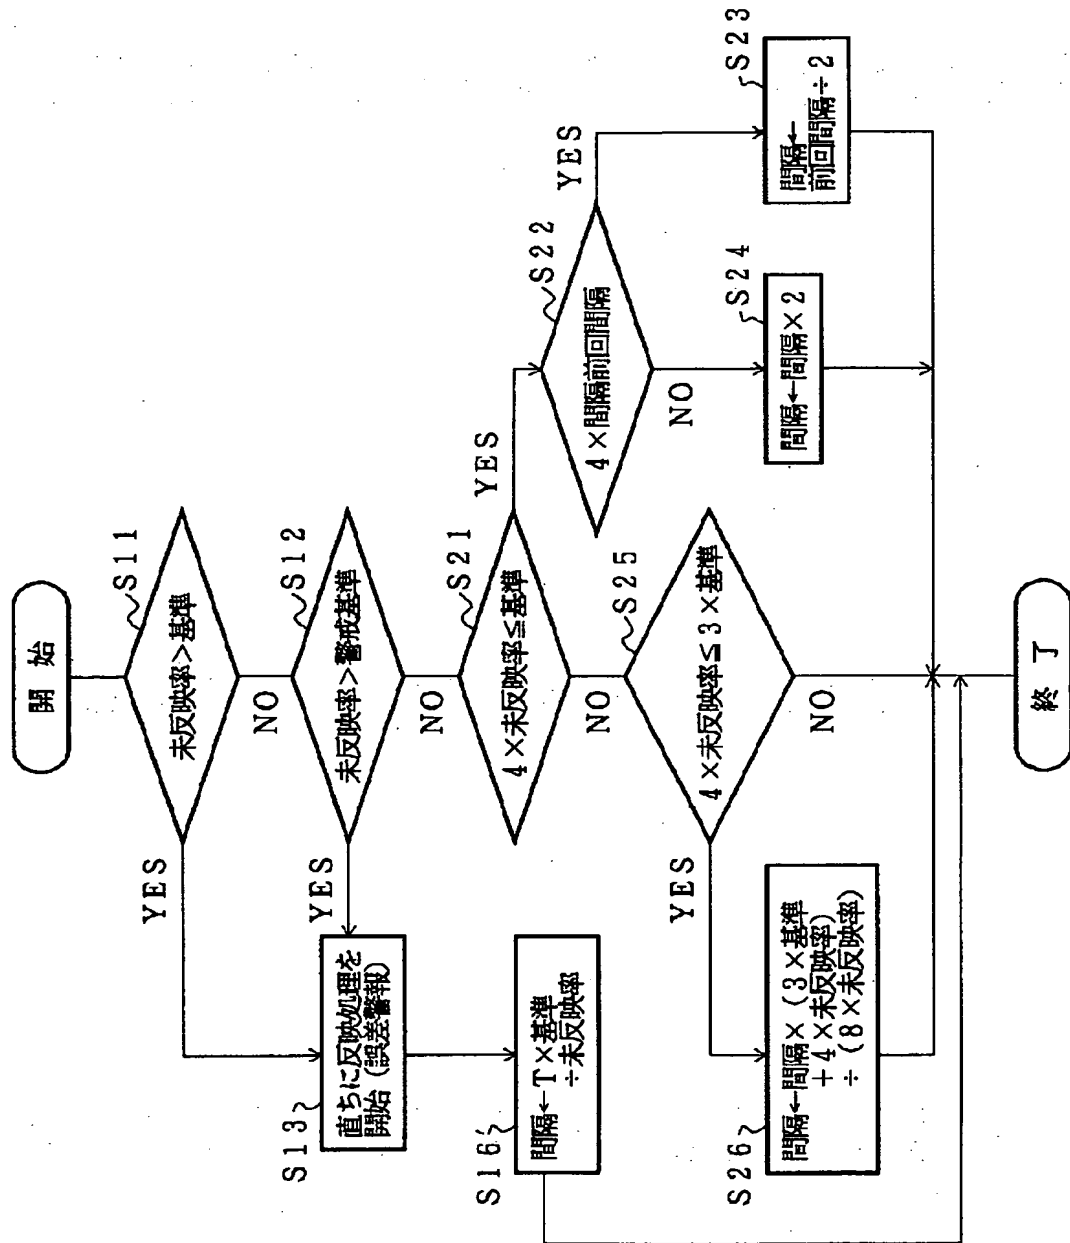 開始
S11
未反映率>基準
YES
NO
S12
未反映率>警戒基準
YES
NO
S13
直ちに反映処理を
開始(誤差警報)
S16'
間隔←T×基準
÷未反映率
S21
4×未反映率≦基準
YES
NO
S22
4×間隔前回間隔
YES
NO
S23
間隔←
前回間隔÷2
S24
間隔←間隔×2
S25
4×未反映率≦3×基準
YES
NO
S26
間隔←間隔×(3×基準
+4×未反映率)
÷(8×未反映率)
終了